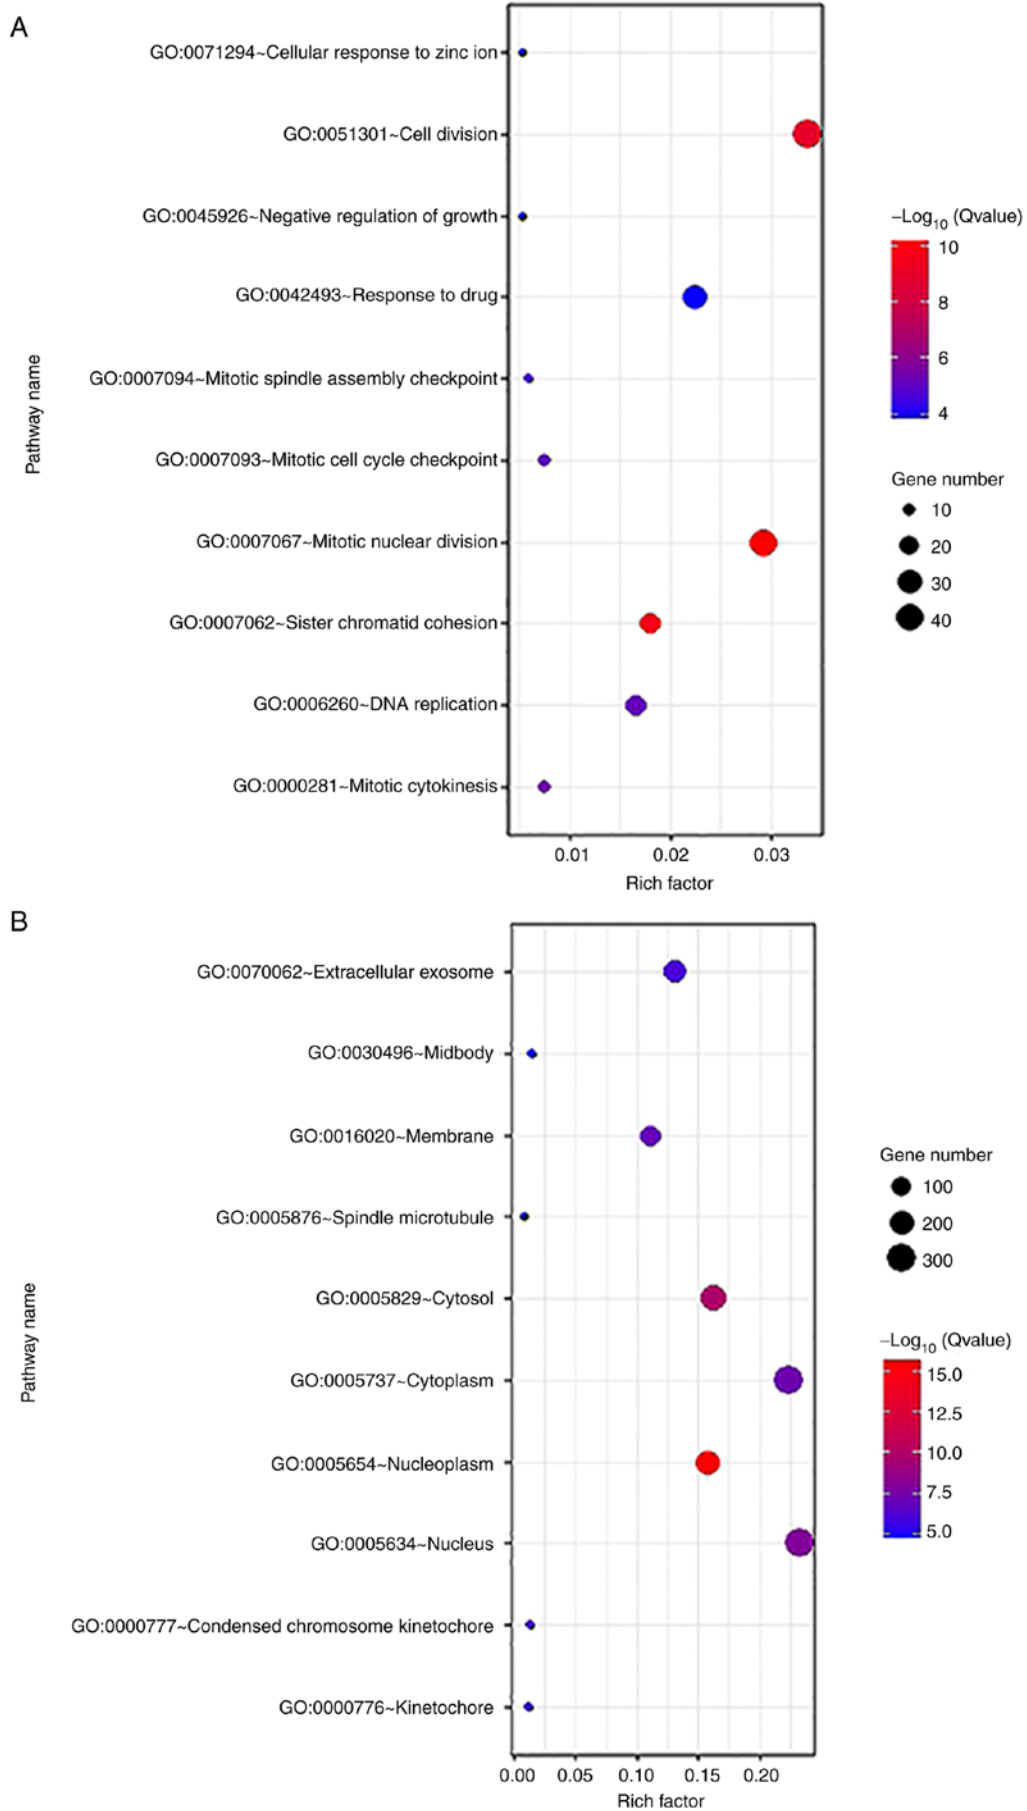 A
GO:0071294~Cellular response to zinc ion
GO:0051301~Cell division
GO:0045926~Negative regulation of growth
GO:0042493~Response to drug
GO:0007094~Mitotic spindle assembly checkpoint
GO:0007093~Mitotic cell cycle checkpoint
GO:0007067~Mitotic nuclear division
GO:0007062~Sister chromatid cohesion
GO:0006260~DNA replication
GO:0000281~Mitotic cytokinesis
Pathway name
0.01 0.02 0.03
Rich factor
–Log10 (Qvalue)
10
8
6
4
Gene number
10
20
30
40
B
GO:0070062~Extracellular exosome
GO:0030496~Midbody
GO:0016020~Membrane
GO:0005876~Spindle microtubule
GO:0005829~Cytosol
GO:0005737~Cytoplasm
GO:0005654~Nucleoplasm
GO:0005634~Nucleus
GO:0000777~Condensed chromosome kinetochore
GO:0000776~Kinetochore
Pathway name
0.00 0.05 0.10 0.15 0.20
Rich factor
Gene number
100
200
300
–Log10 (Qvalue)
15.0
12.5
10.0
7.5
5.0